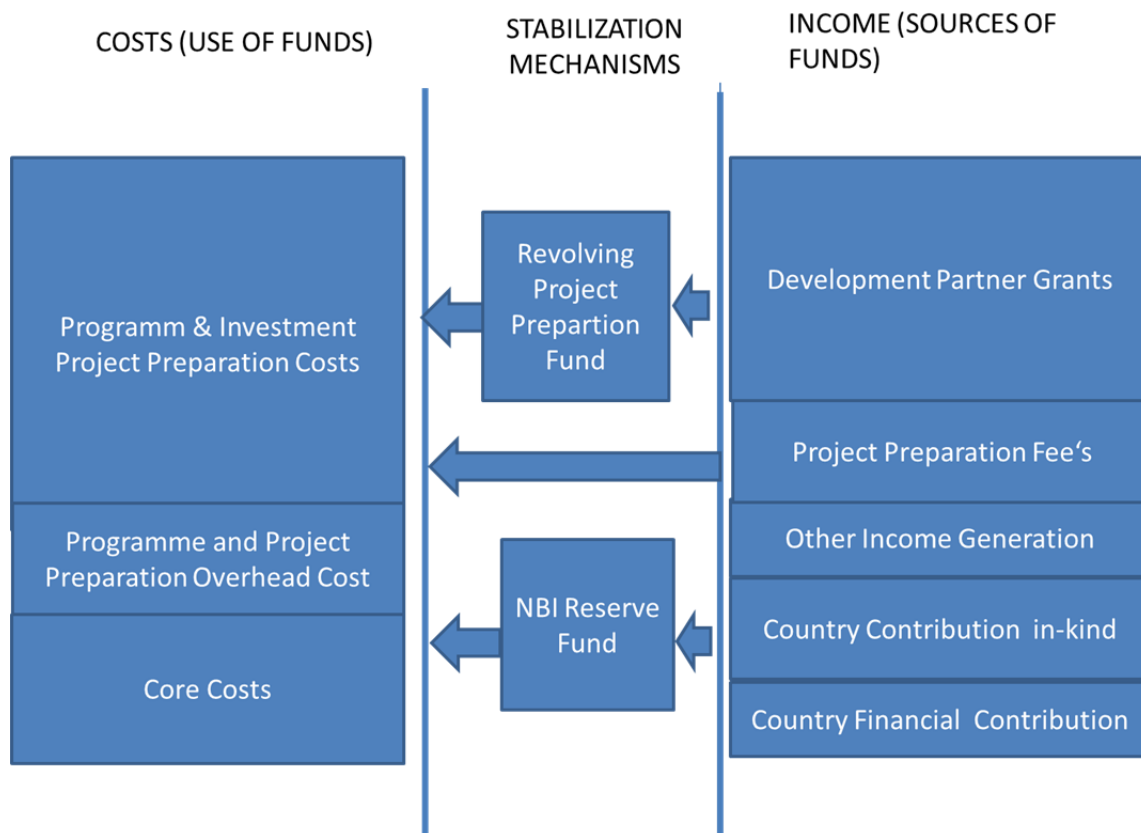 COSTS (USE OF FUNDS)
STABILIZATION
MECHANISMS
INCOME (SOURCES OF
FUNDS)
Programm & Investment
Project Preparation Costs
Programme and Project
Preparation Overhead Cost
Core Costs
Revolving
Project
Prepartion
Fund
NBI Reserve
Fund
Development Partner Grants
Project Preparation Fee‘s
Other Income Generation
Country Contribution in-kind
Country Financial Contribution